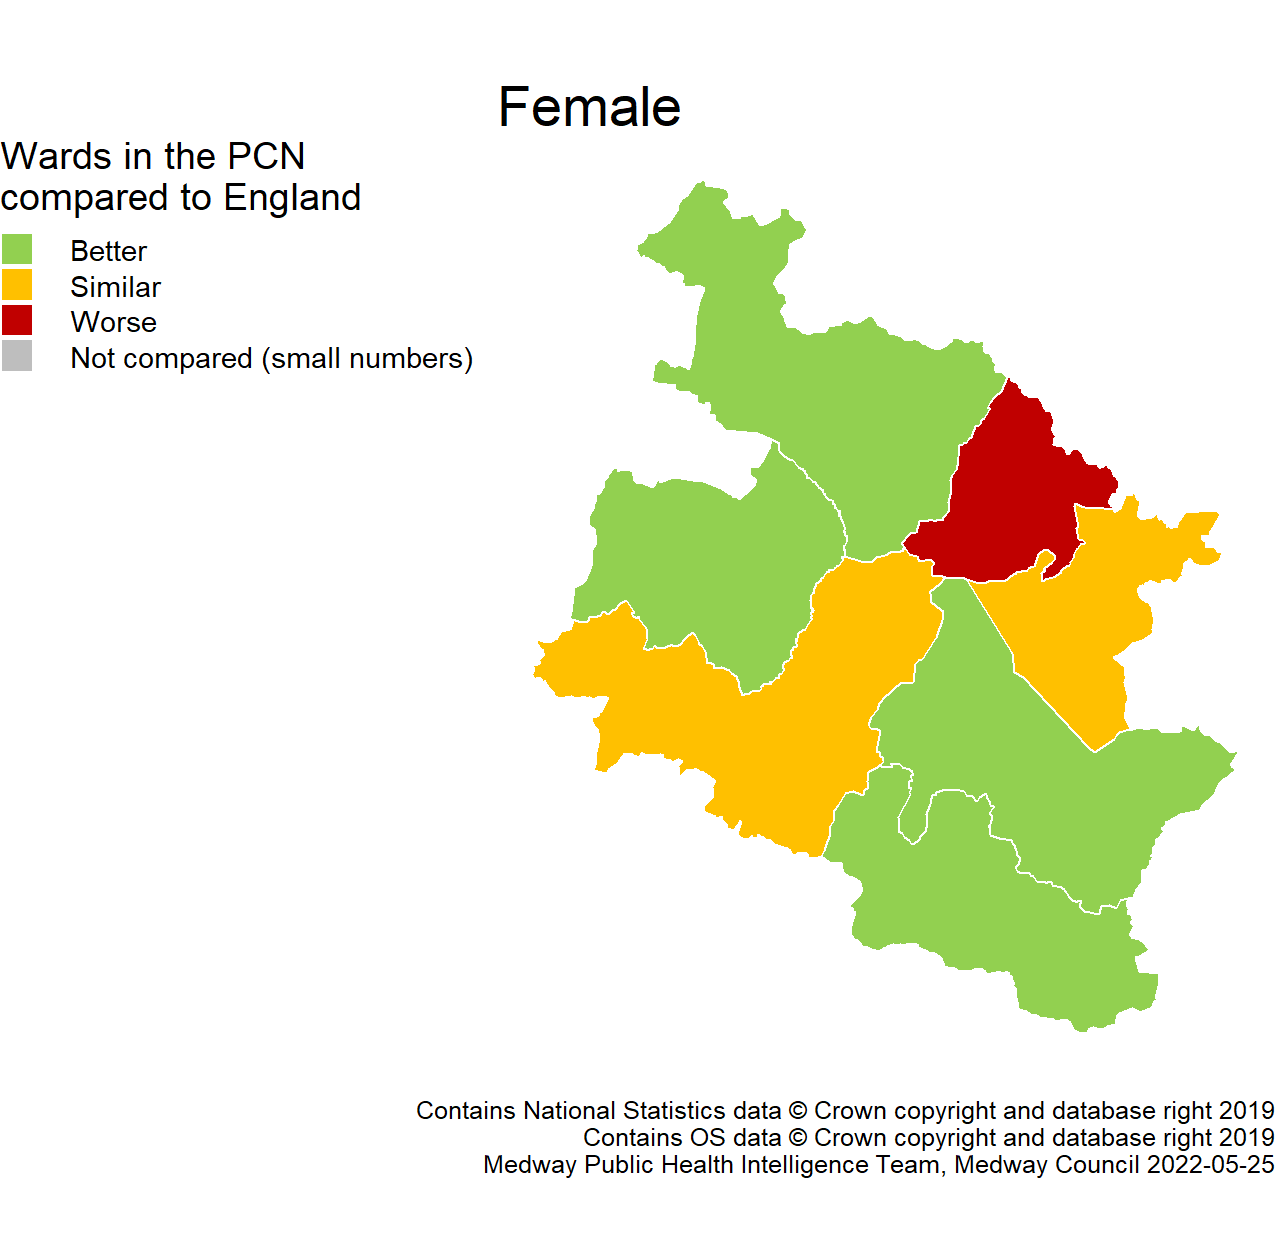 Female
Wards in the PCN
compared to England
Better
Similar
Worse
Not compared (small numbers)
Contains National Statistics data © Crown copyright and database right 2019
Contains OS data © Crown copyright and database right 2019
Medway Public Health Intelligence Team, Medway Council 2022-05-25